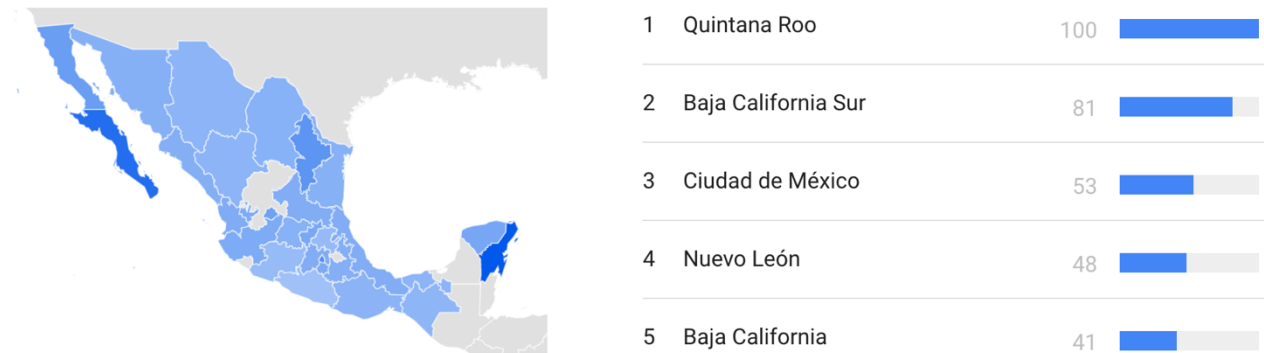 1 Quintana Roo 100
2 Baja California Sur 81
3 Ciudad de México 53
4 Nuevo León 48
5 Baja California 41